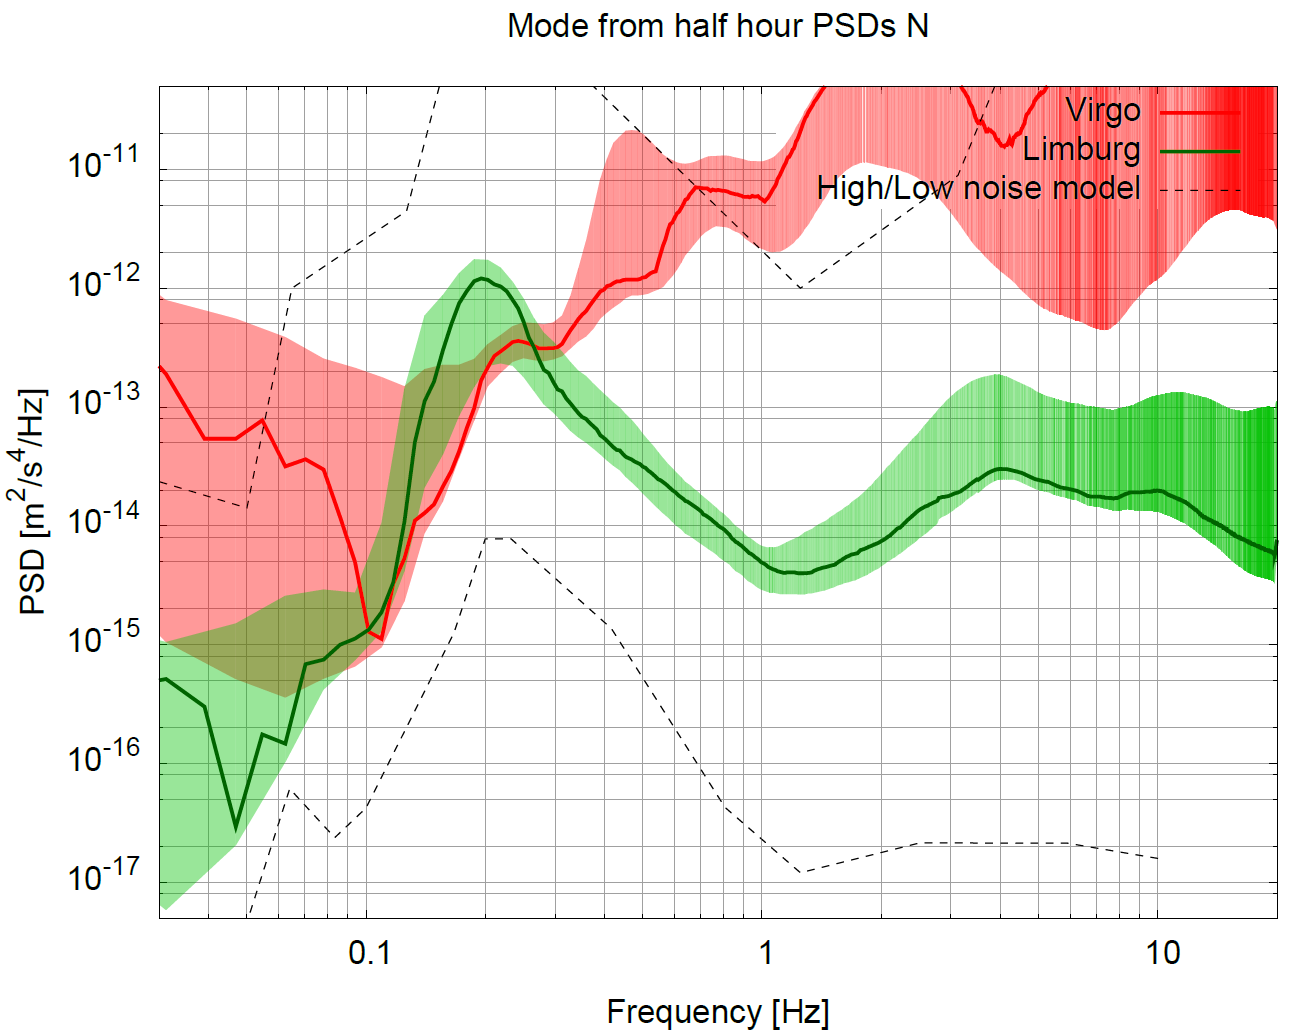 Mode from half hour PSDs N
Virgo
Limburg
High/Low noise model
10^-11
10^-12
10^-13
10^-14
10^-15
10^-16
10^-17
PSD [m^2/s^4/Hz]
0.1
1
10
Frequency [Hz]